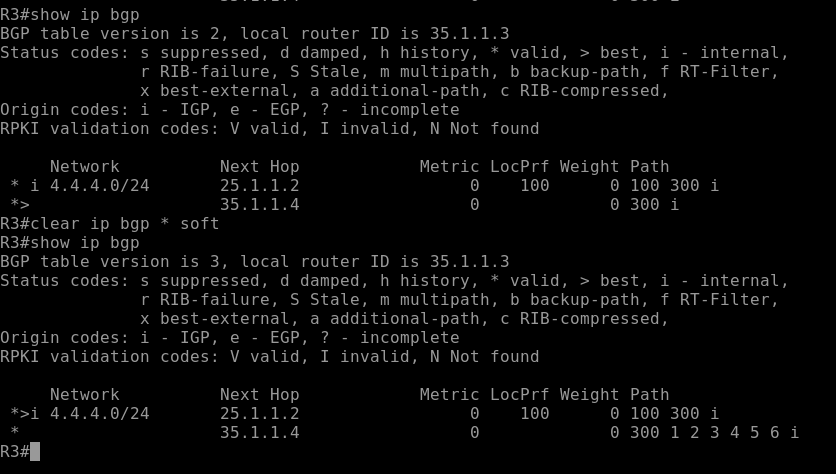 35.1.1.4 0 0 300 i
R3#show ip bgp
BGP table version is 2, local router ID is 35.1.1.3
Status codes: s suppressed, d damped, h history, * valid, > best, i - internal,
              r RIB-failure, S Stale, m multipath, b backup-path, f RT-Filter,
              x best-external, a additional-path, c RIB-compressed,
Origin codes: i - IGP, e - EGP, ? - incomplete
RPKI validation codes: V valid, I invalid, N Not found
     Network          Next Hop            Metric LocPrf Weight Path
 * i 4.4.4.0/24       25.1.1.2                 0    100      0 100 300 i
 *>                   35.1.1.4                 0             0 300 i
R3#clear ip bgp * soft
R3#show ip bgp
BGP table version is 3, local router ID is 35.1.1.3
Status codes: s suppressed, d damped, h history, * valid, > best, i - internal,
              r RIB-failure, S Stale, m multipath, b backup-path, f RT-Filter,
              x best-external, a additional-path, c RIB-compressed,
Origin codes: i - IGP, e - EGP, ? - incomplete
RPKI validation codes: V valid, I invalid, N Not found
     Network          Next Hop            Metric LocPrf Weight Path
 *>i 4.4.4.0/24       25.1.1.2                 0    100      0 100 300 i
 *                    35.1.1.4                 0             0 300 1 2 3 4 5 6 i
R3#